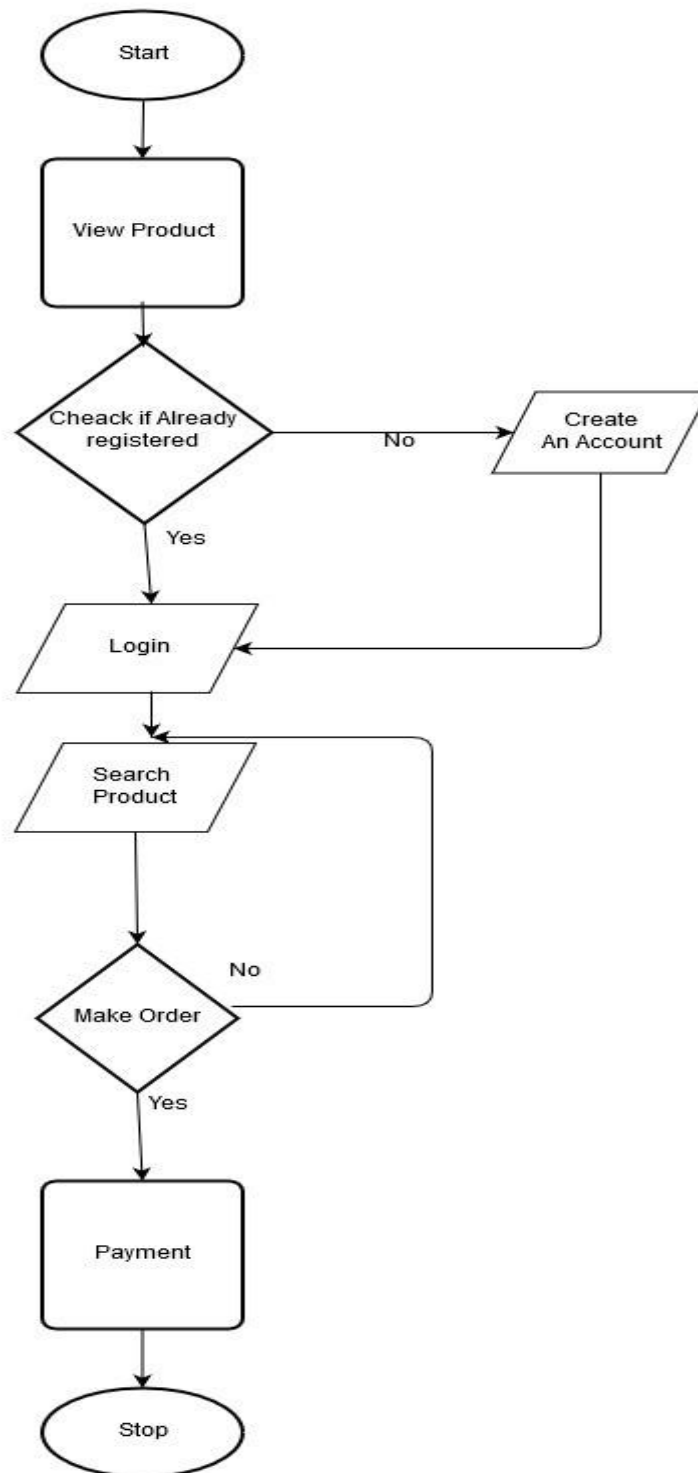 Start
View Product
Cheack if Already
registered
No
Create
An Account
Yes
Login
Search
Product
No
Make Order
Yes
Payment
Stop